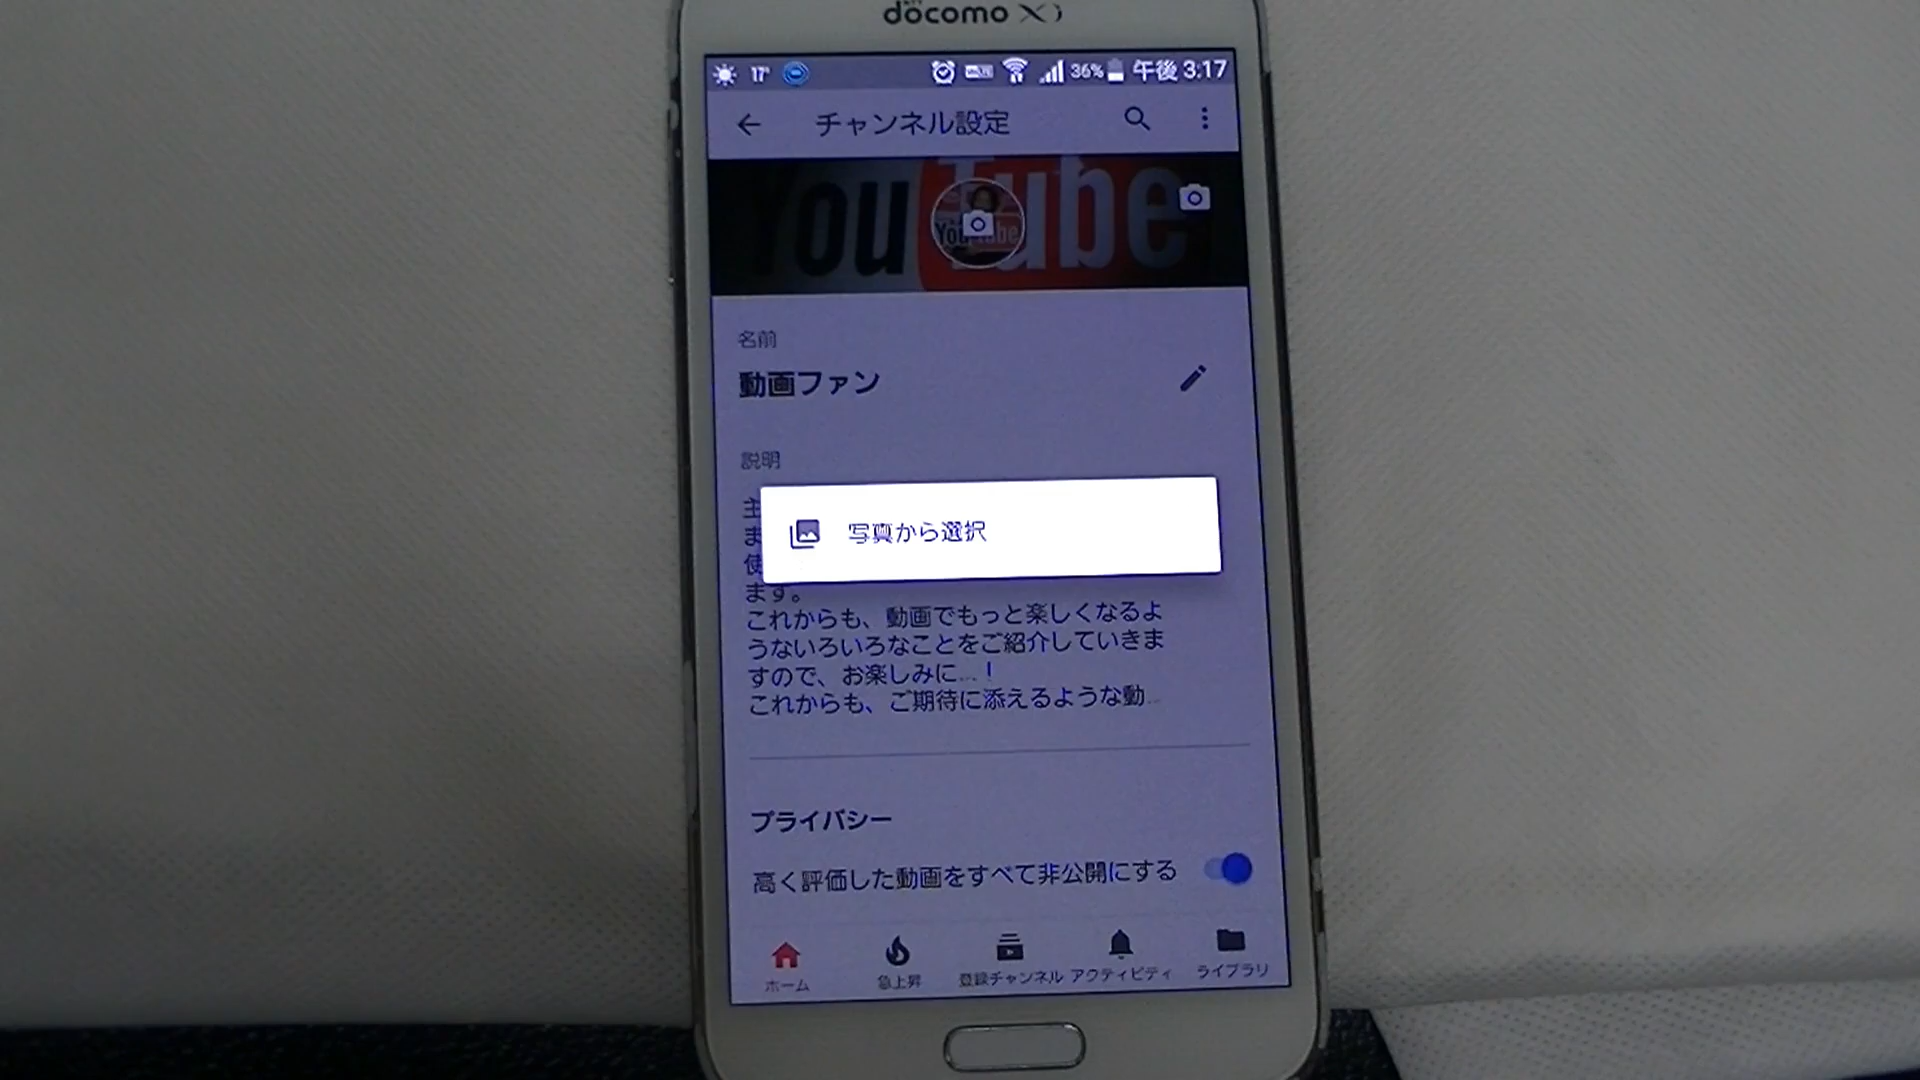 docomo Xi
17°
36% 午後 3:17
チャンネル設定
YouTube
YouTube
名前
動画ファン
説明
主
ま
使
ます。
写真から選択
これからも、動画でもっと楽しくなるよ
うないろいろなことをご紹介していきま
すので、お楽しみに...！
これからも、ご期待に添えるような動...
プライバシー
高く評価した動画をすべて非公開にする
ホーム 急上昇 登録チャンネル アクティビティ ライブラリ